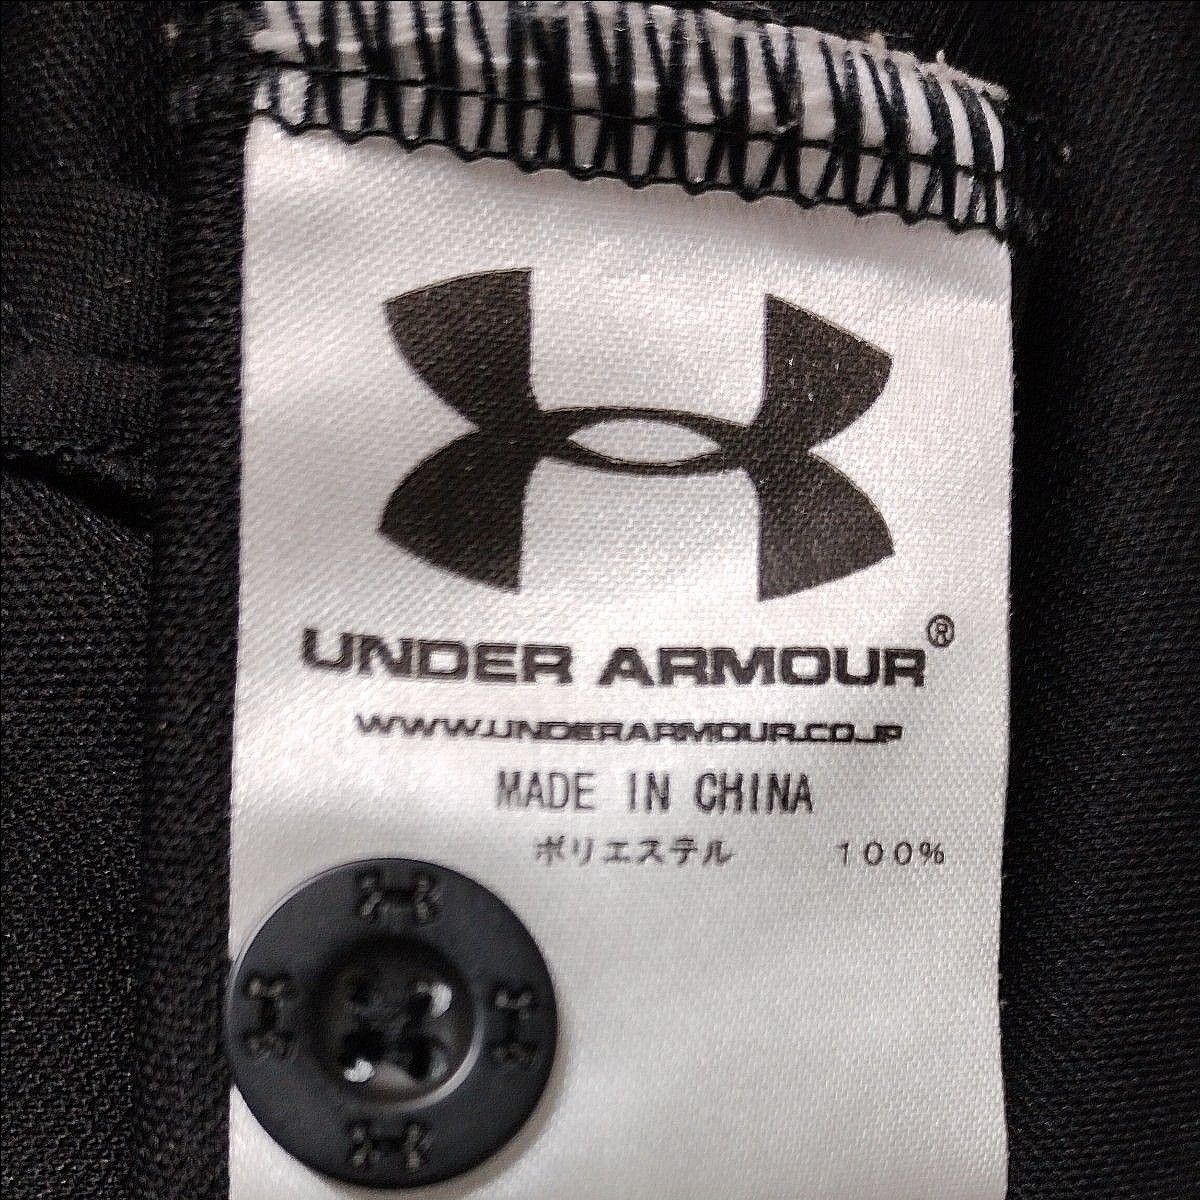 UNDER ARMOUR®
WWW.UNDERARMOUR.CO.JP
MADE IN CHINA
ポリエステル 100%